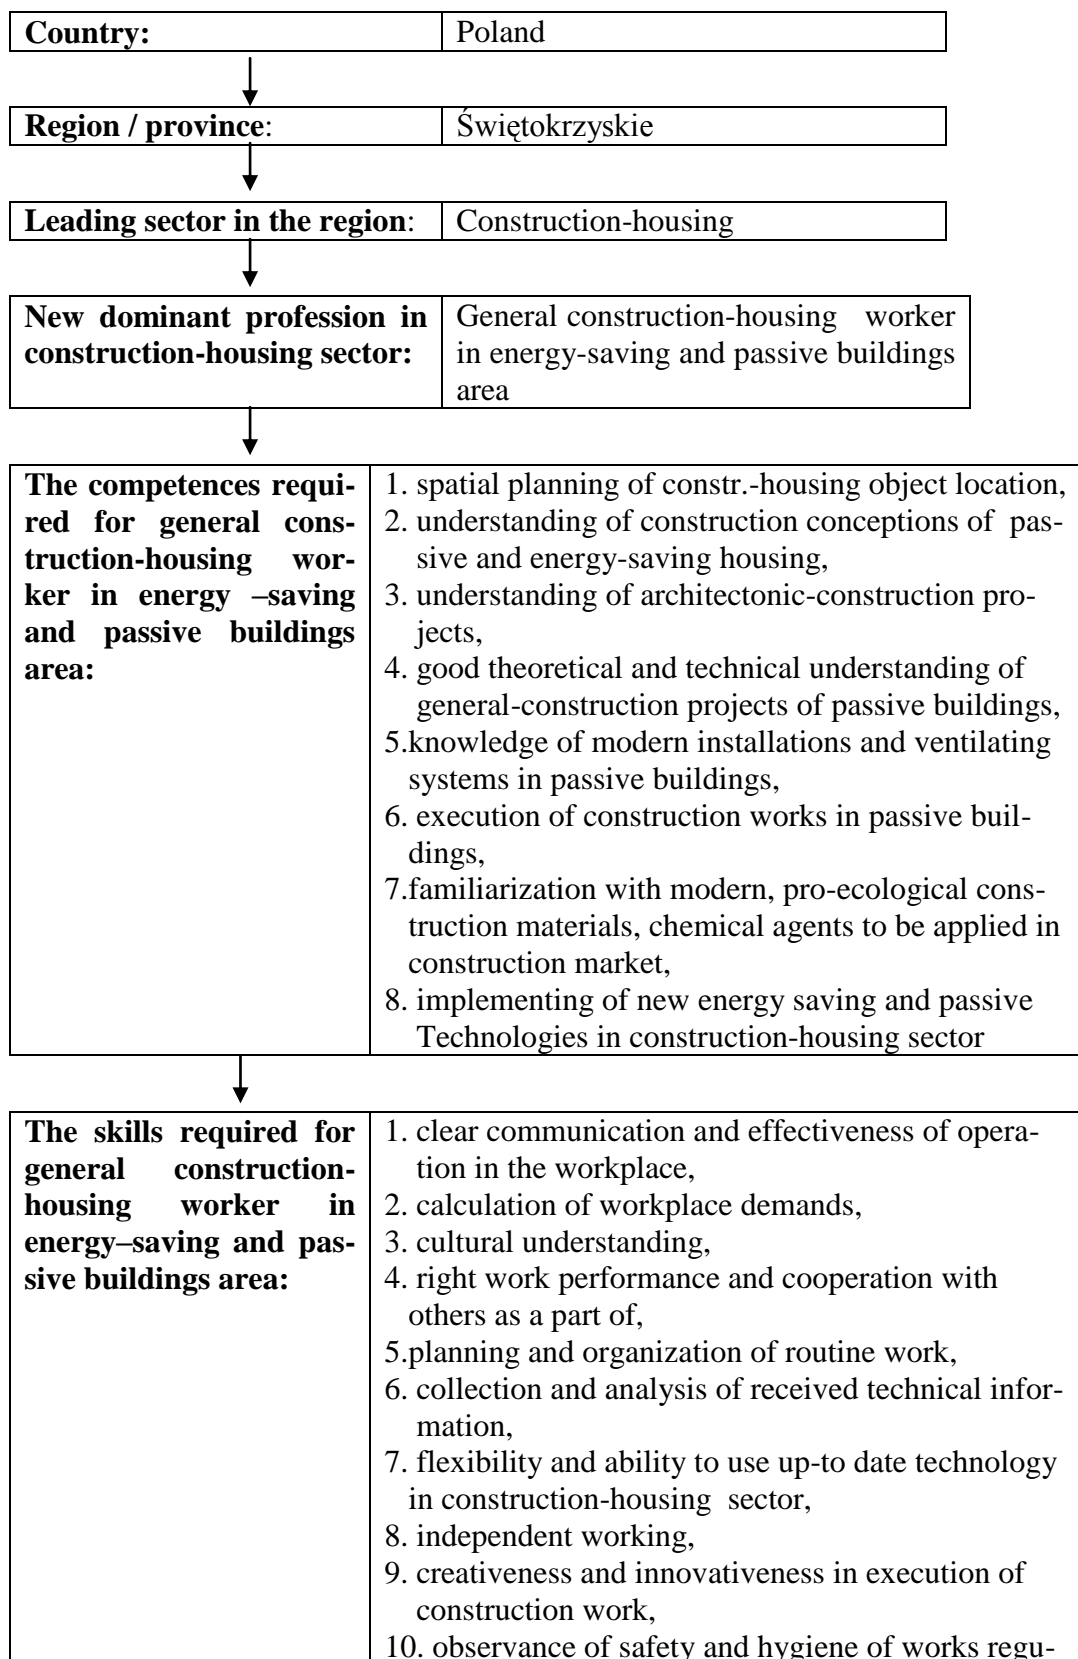 Country: Poland
Region / province: Świętokrzyskie
Leading sector in the region: Construction-housing
New dominant profession in construction-housing sector:
General construction-housing worker
in energy-saving and passive buildings
area
The competences requi-
red for general cons-
truction-housing wor-
ker in energy –saving
and passive buildings
area:
1. spatial planning of constr.-housing object location,
2. understanding of construction conceptions of pas-
sive and energy-saving housing,
3. understanding of architectonic-construction pro-
jects,
4. good theoretical and technical understanding of
general-construction projects of passive buildings,
5.knowledge of modern installations and ventilating
systems in passive buildings,
6. execution of construction works in passive buil-
dings,
7.familiarization with modern, pro-ecological cons-
truction materials, chemical agents to be applied in
construction market,
8. implementing of new energy saving and passive
Technologies in construction-housing sector
The skills required for
general construction-
housing worker in
energy–saving and pas-
sive buildings area:
1. clear communication and effectiveness of opera-
tion in the workplace,
2. calculation of workplace demands,
3. cultural understanding,
4. right work performance and cooperation with
others as a part of,
5.planning and organization of routine work,
6. collection and analysis of received technical infor-
mation,
7. flexibility and ability to use up-to date technology
in construction-housing sector,
8. independent working,
9. creativeness and innovativeness in execution of
construction work,
10. observance of safety and hygiene of works regu-